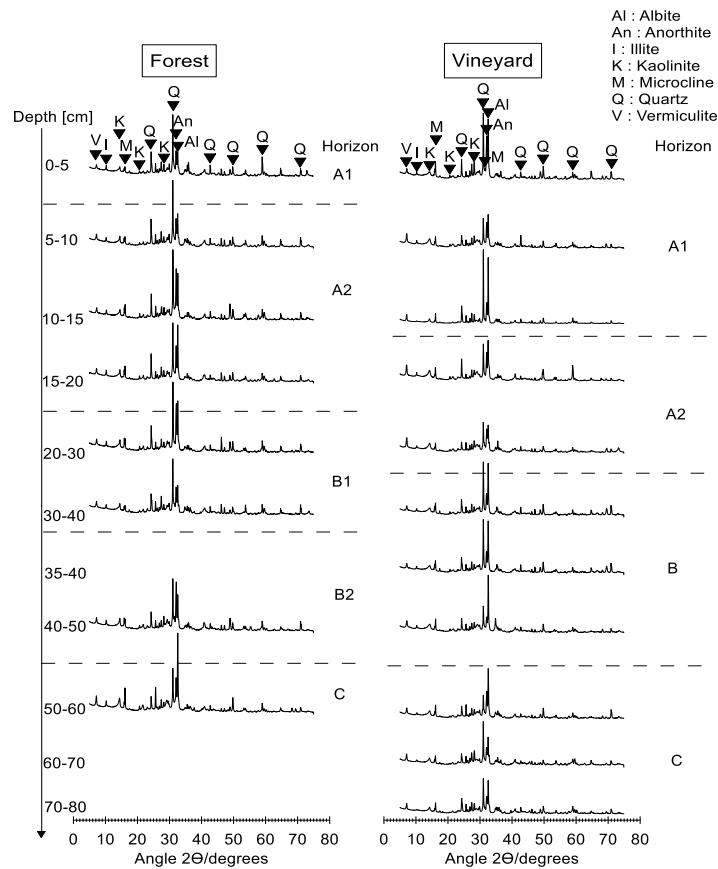 Al : Albite
An : Anorthite
I : Illite
K : Kaolinite
M : Microcline
Q : Quartz
V : Vermiculite
Forest
Vineyard
Depth [cm]
Horizon
Horizon
V I K M K Q K Q An Al Q Q Q Q
V I K M K Q K Q Al An M Q Q Q Q
0-5
5-10
10-15
15-20
20-30
30-40
35-40
40-50
50-60
60-70
70-80
A1
A2
B1
B2
C
A1
A2
B
C
0 10 20 30 40 50 60 70 80
Angle 2Θ/degrees
0 10 20 30 40 50 60 70 80
Angle 2Θ/degrees